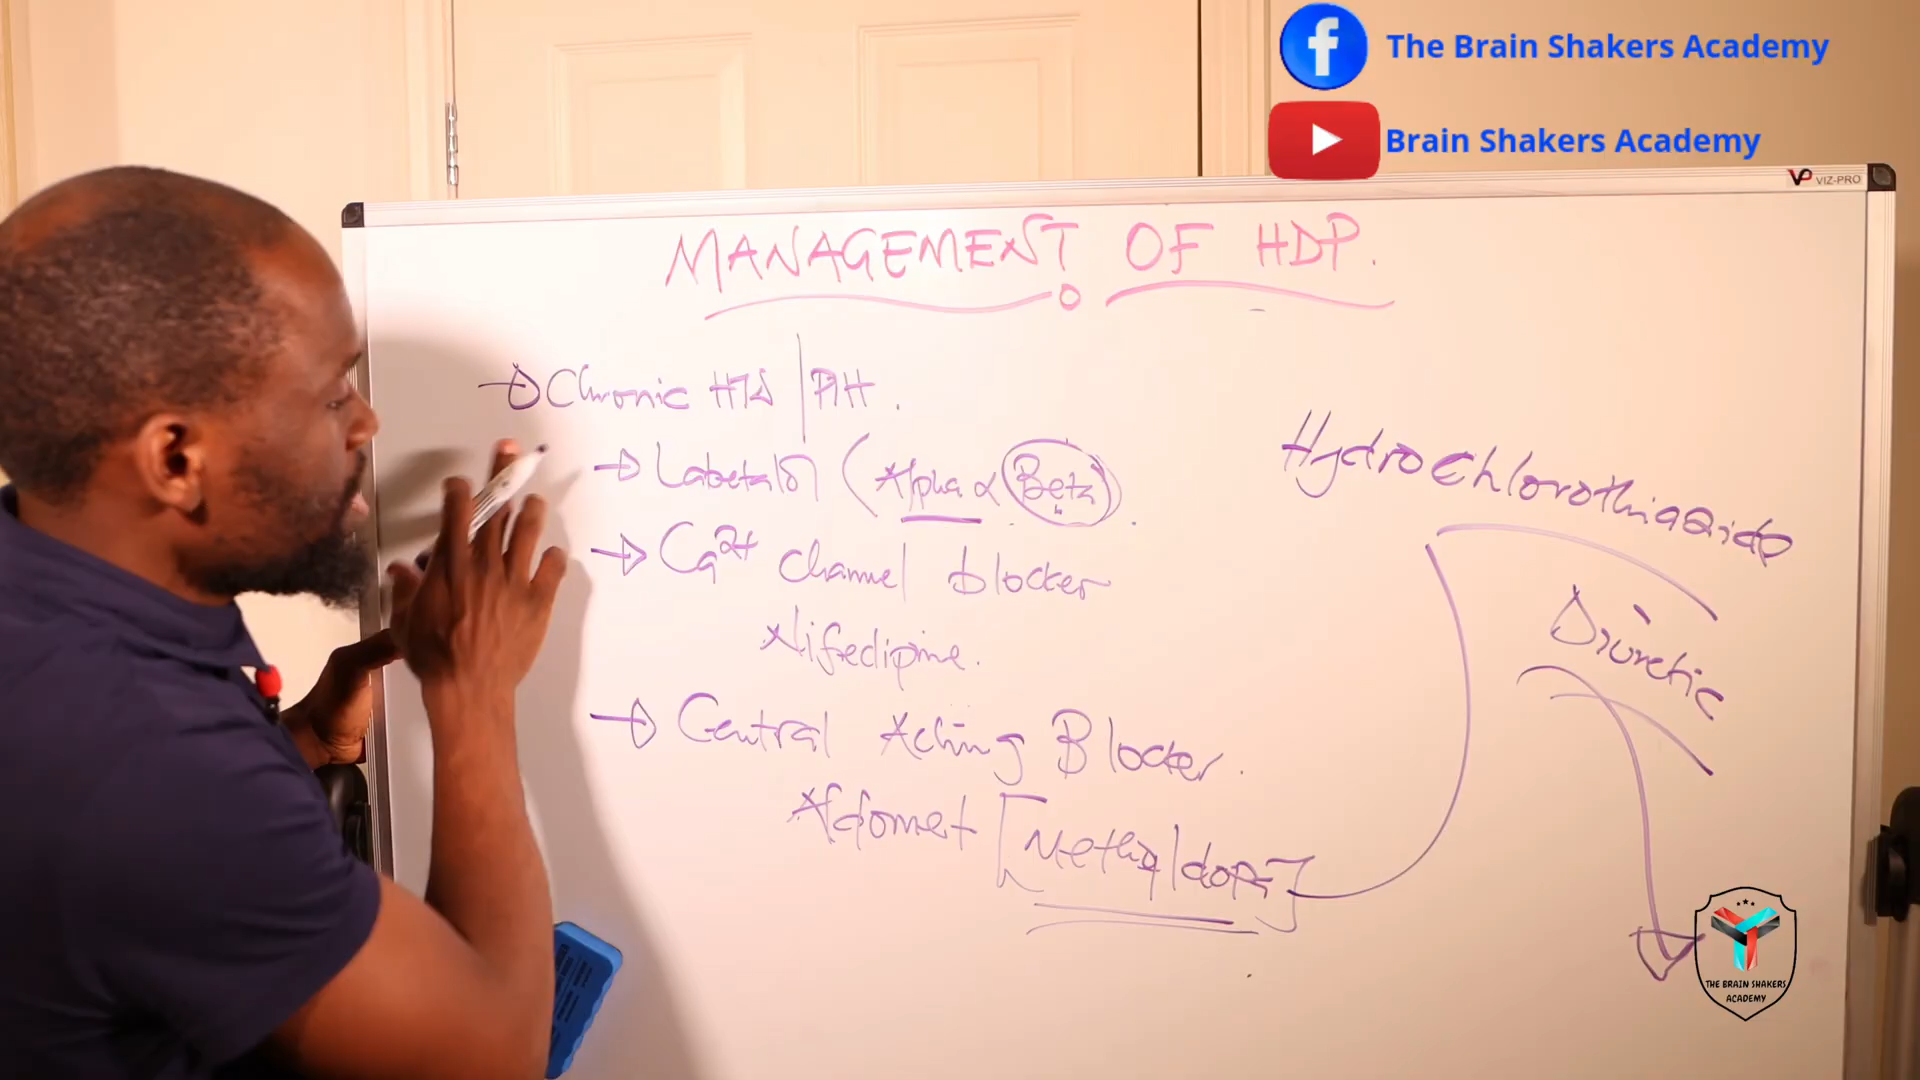 The Brain Shakers Academy
Brain Shakers Academy
VIZ-PRO
MANAGEMENT OF HDP.
Chronic HTN | PIH.
Labetalol (Alpha α Beta).
Ca2+ channel blocker
Nifedipine.
Central Acting Blocker.
Aldomet [Methyldopa]
Hydrochlorothiazide
Diuretic
THE BRAIN SHAKERS
ACADEMY